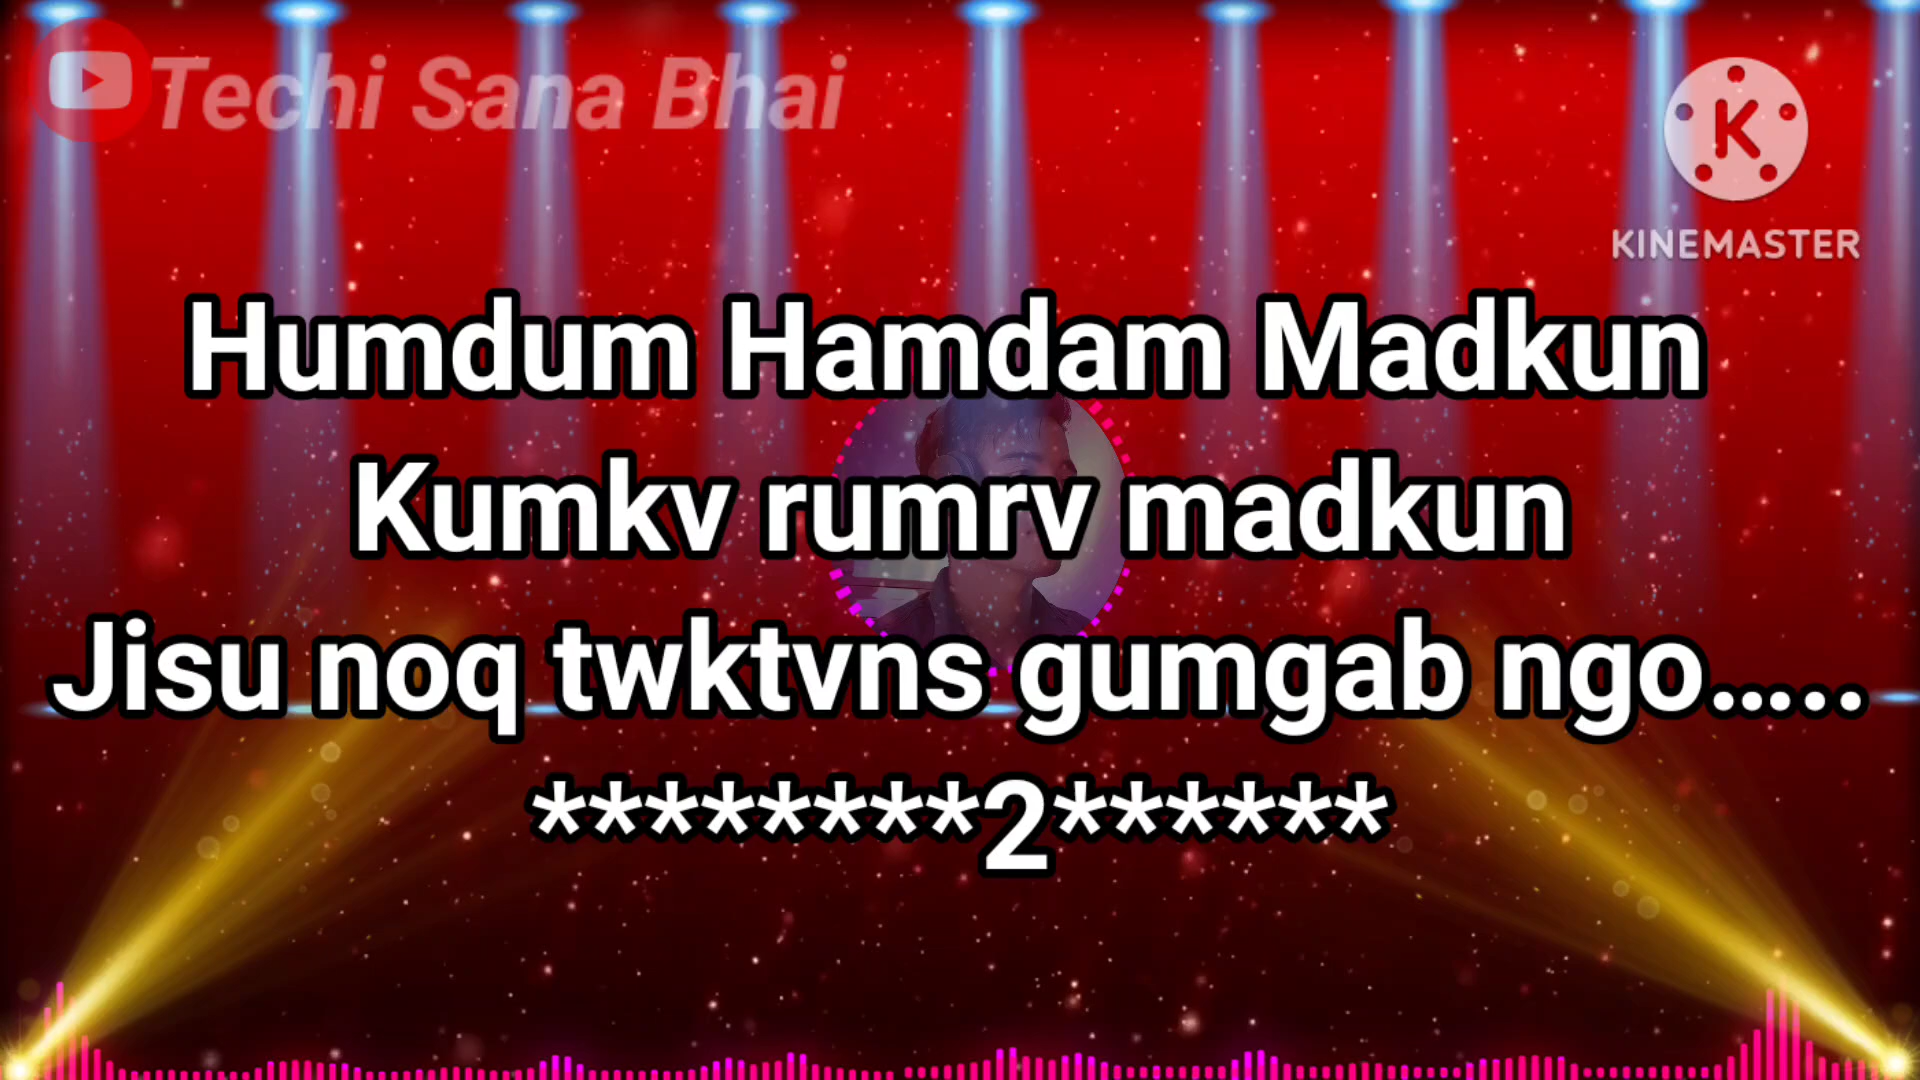 Techi Sana Bhai
K
KINEMASTER
Humdum Hamdam Madkun
Kumkv rumrv madkun
Jisu noq twktvns gumgab ngo.....
********2******